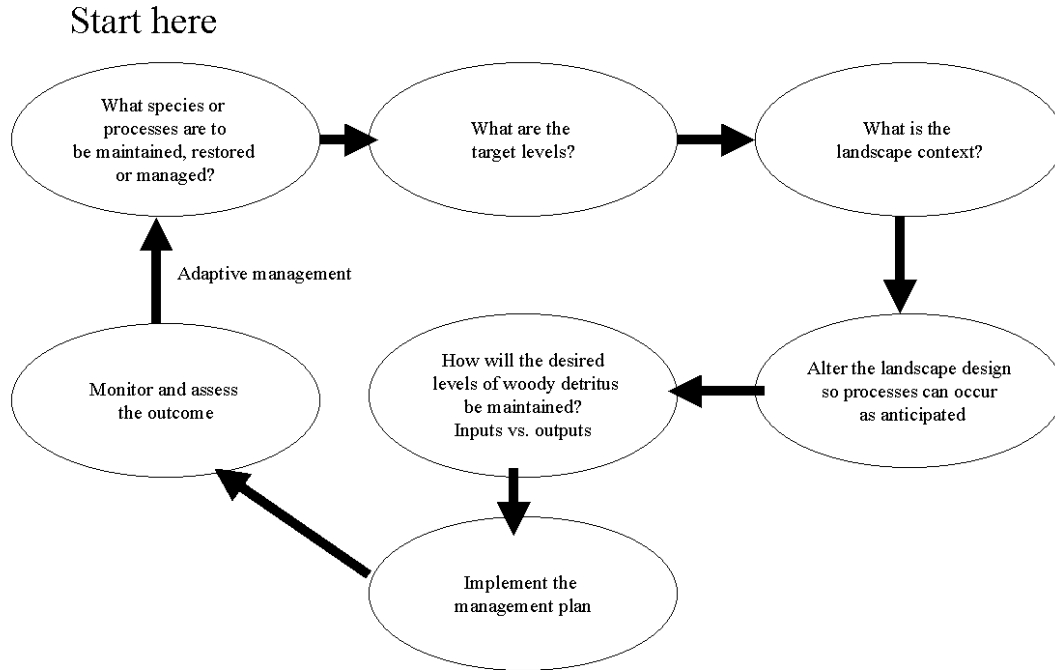 Start here
What species or
processes are to
be maintained, restored
or managed?
What are the
target levels?
What is the
landscape context?
Adaptive management
Monitor and assess
the outcome
How will the desired
levels of woody detritus
be maintained?
Inputs vs. outputs
Alter the landscape design
so processes can occur
as anticipated
Implement the
management plan